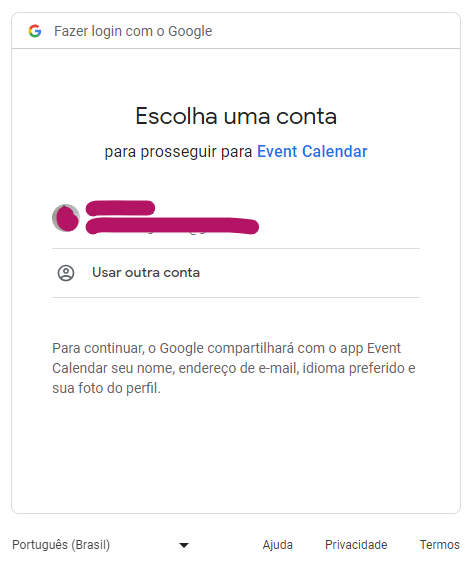 Fazer login com o Google
Escolha uma conta
para prosseguir para Event Calendar
Usar outra conta
Para continuar, o Google compartilhará com o app Event
Calendar seu nome, endereço de e-mail, idioma preferido e
sua foto do perfil.
Português (Brasil)
Ajuda
Privacidade
Termos